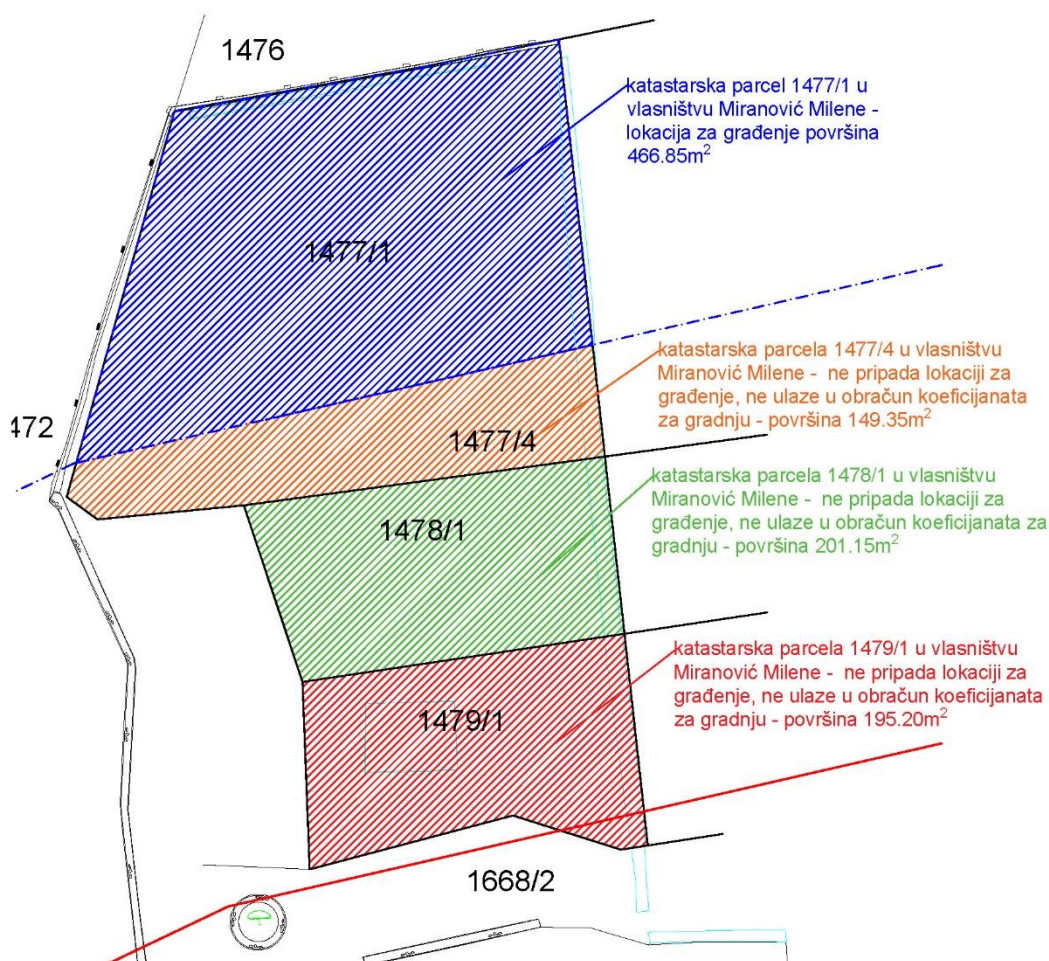 1476
katastarska parcel 1477/1 u
vlasništvu Miranović Milene -
lokacija za građenje površina
466.85m²
1477/1
katastarska parcela 1477/4 u vlasništvu
Miranović Milene - ne pripada lokaciji za
građenje, ne ulaze u obračun koeficijanata
za gradnju - površina 149.35m²
472
1477/4
katastarska parcela 1478/1 u vlasništvu
Miranović Milene - ne pripada lokaciji za
građenje, ne ulaze u obračun koeficijanata za
gradnju - površina 201.15m²
1478/1
katastarska parcela 1479/1 u vlasništvu
Miranović Milene - ne pripada lokaciji za
građenje, ne ulaze u obračun koeficijanata
za gradnju - površina 195.20m²
1479/1
1668/2